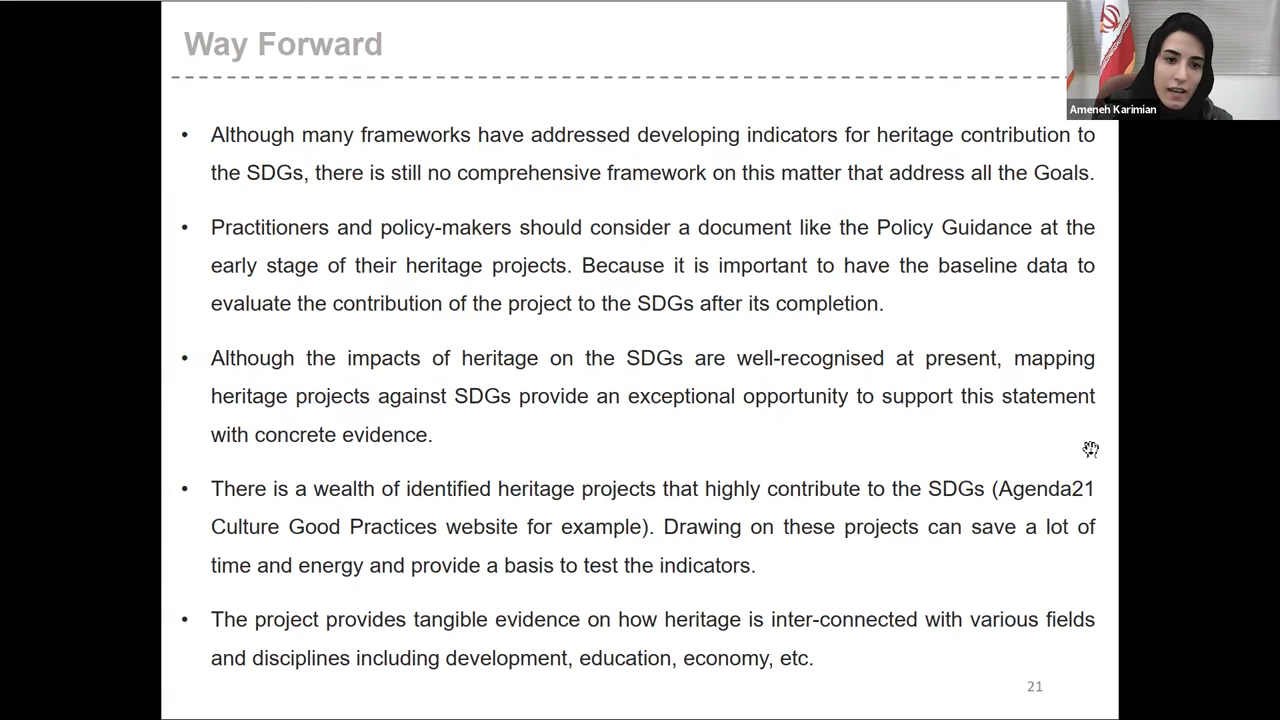 Way Forward
Ameneh Karimian
• Although many frameworks have addressed developing indicators for heritage contribution to
the SDGs, there is still no comprehensive framework on this matter that address all the Goals.
• Practitioners and policy-makers should consider a document like the Policy Guidance at the
early stage of their heritage projects. Because it is important to have the baseline data to
evaluate the contribution of the project to the SDGs after its completion.
• Although the impacts of heritage on the SDGs are well-recognised at present, mapping
heritage projects against SDGs provide an exceptional opportunity to support this statement
with concrete evidence.
• There is a wealth of identified heritage projects that highly contribute to the SDGs (Agenda21
Culture Good Practices website for example). Drawing on these projects can save a lot of
time and energy and provide a basis to test the indicators.
• The project provides tangible evidence on how heritage is inter-connected with various fields
and disciplines including development, education, economy, etc.
21